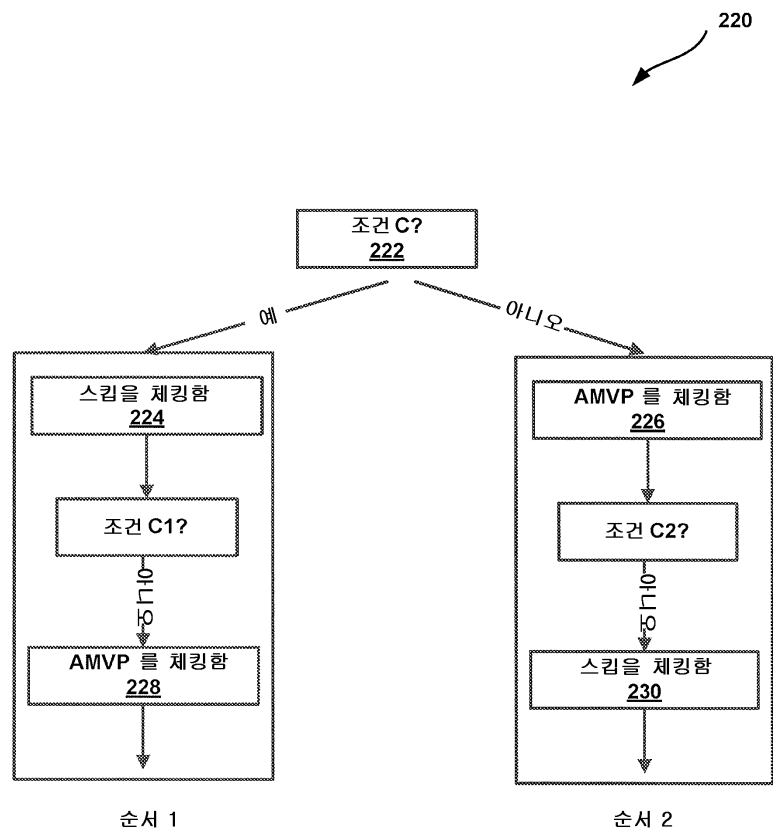 220
조건 C?
222
예
아니오
스킵을 체킹함
224
조건 C1?
아니오
AMVP 를 체킹함
228
순서 1
AMVP 를 체킹함
226
조건 C2?
아니오
스킵을 체킹함
230
순서 2